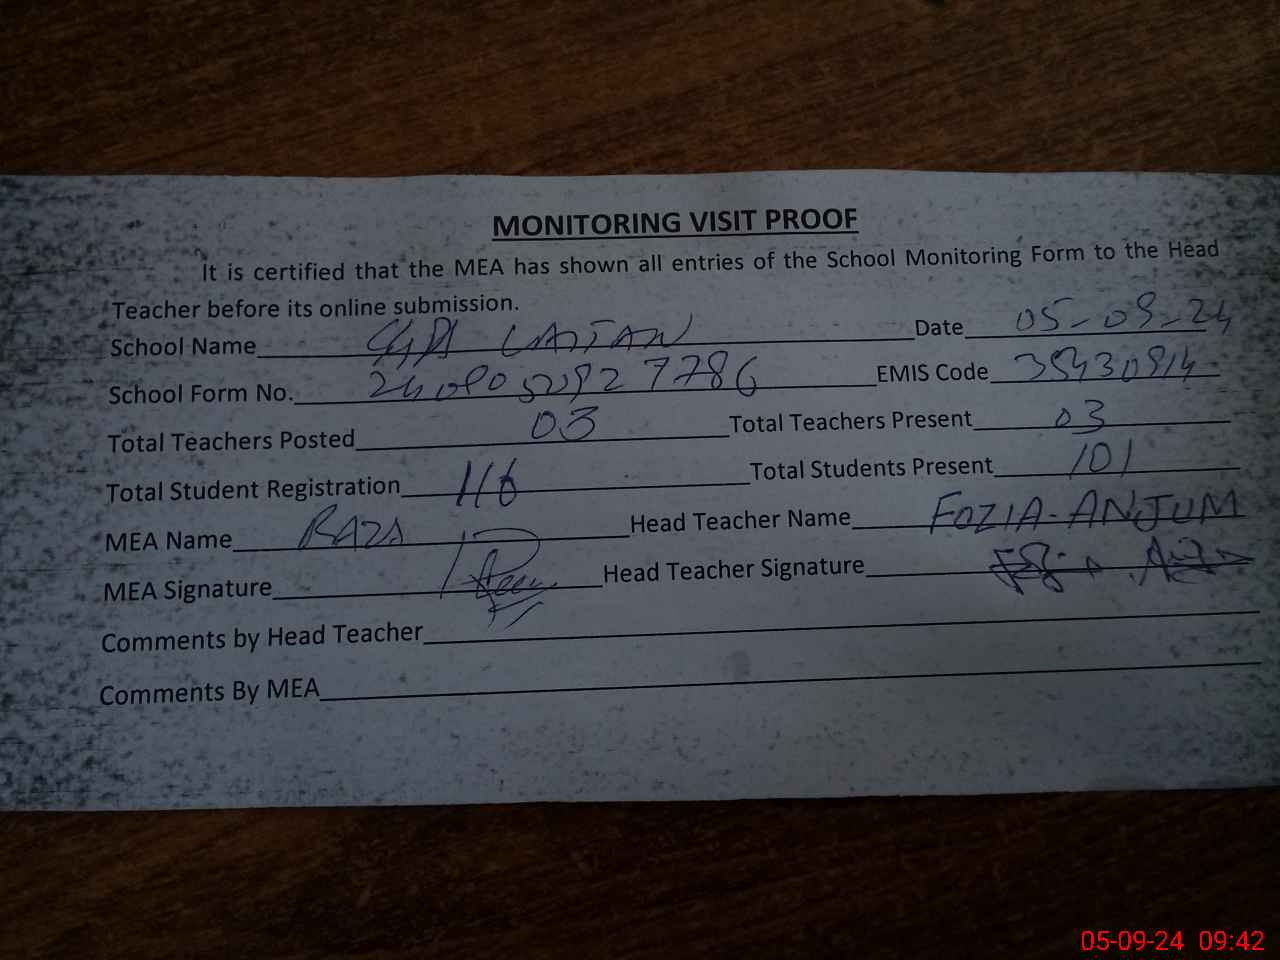 MONITORING VISIT PROOF
It is certified that the MEA has shown all entries of the School Monitoring Form to the Head
Teacher before its online submission.
School Name LATIAN Date 05-09-24
School Form No. EMIS Code
Total Teachers Posted 03 Total Teachers Present 03
Total Student Registration 116 Total Students Present 101
MEA Name RAZA Head Teacher Name FOZIA-ANJUM
MEA Signature Head Teacher Signature
Comments by Head Teacher
Comments By MEA
05-09-24 09:42